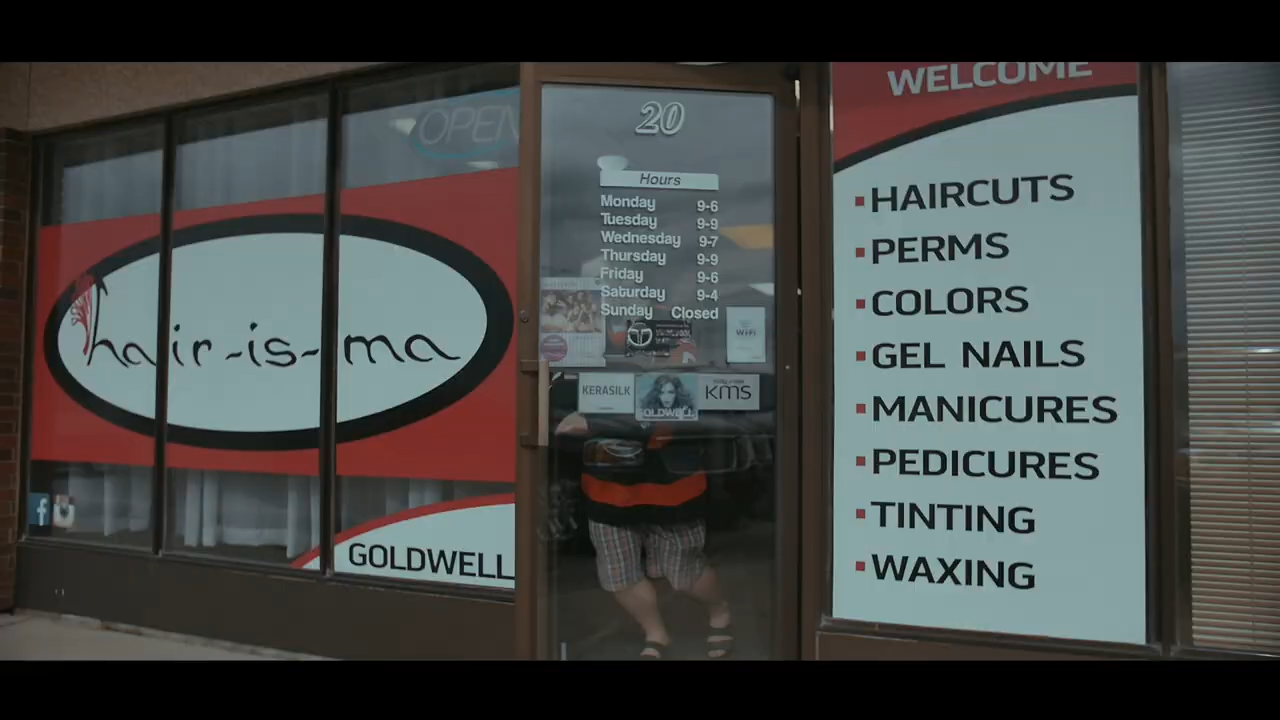 OPEN
hair-is-ma
GOLDWELL
20
Hours
Monday 9-6
Tuesday 9-9
Wednesday 9-7
Thursday 9-9
Friday 9-6
Saturday 9-4
Sunday Closed
WiFi
KERASILK
GOLDWELL
KMS
WELCOME
▪HAIRCUTS
▪PERMS
▪COLORS
▪GEL NAILS
▪MANICURES
▪PEDICURES
▪TINTING
▪WAXING